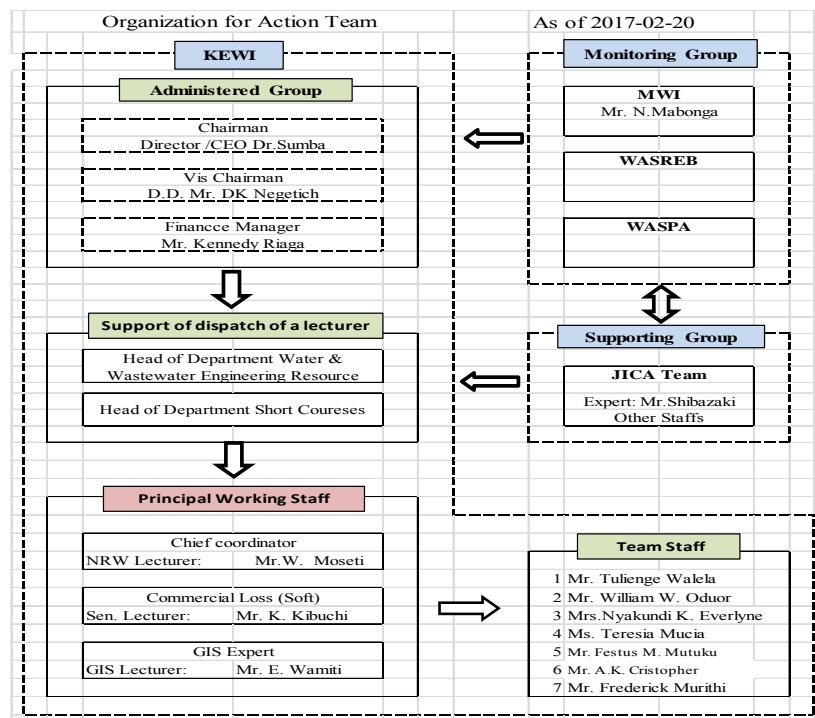 Organization for Action Team
As of 2017-02-20
KEWI
Administered Group
Chairman
Director /CEO Dr.Sumba
Vis Chairman
D.D. Mr. DK Negetich
Financce Manager
Mr. Kennedy Riaga
Support of dispatch of a lecturer
Head of Department Water &
Wastewater Engineering Resource
Head of Department Short Coureses
Principal Working Staff
Chief coordinator
NRW Lecturer: Mr.W. Moseti
Commercial Loss (Soft)
Sen. Lecturer: Mr. K. Kibuchi
GIS Expert
GIS Lecturer: Mr. E. Wamiti
Monitoring Group
MWI
Mr. N.Mabonga
WASREB
WASPA
Supporting Group
JICA Team
Expert: Mr.Shibazaki
Other Staffs
Team Staff
1 Mr. Tulienge Walela
2 Mr. William W. Oduor
3 Mrs.Nyakundi K. Everlyne
4 Ms. Teresia Mucia
5 Mr. Festus M. Mutuku
6 Mr. A.K. Cristopher
7 Mr. Frederick Murithi